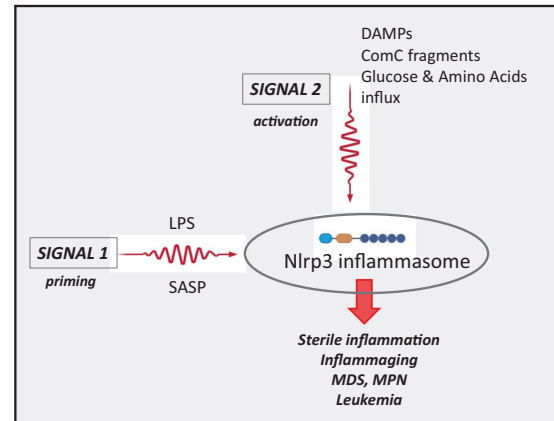 DAMPs
ComC fragments
Glucose & Amino Acids
influx
SIGNAL 2
activation
LPS
SIGNAL 1
priming
SASP
Nlrp3 inflammasome
Sterile inflammation
Inflammaging
MDS, MPN
Leukemia